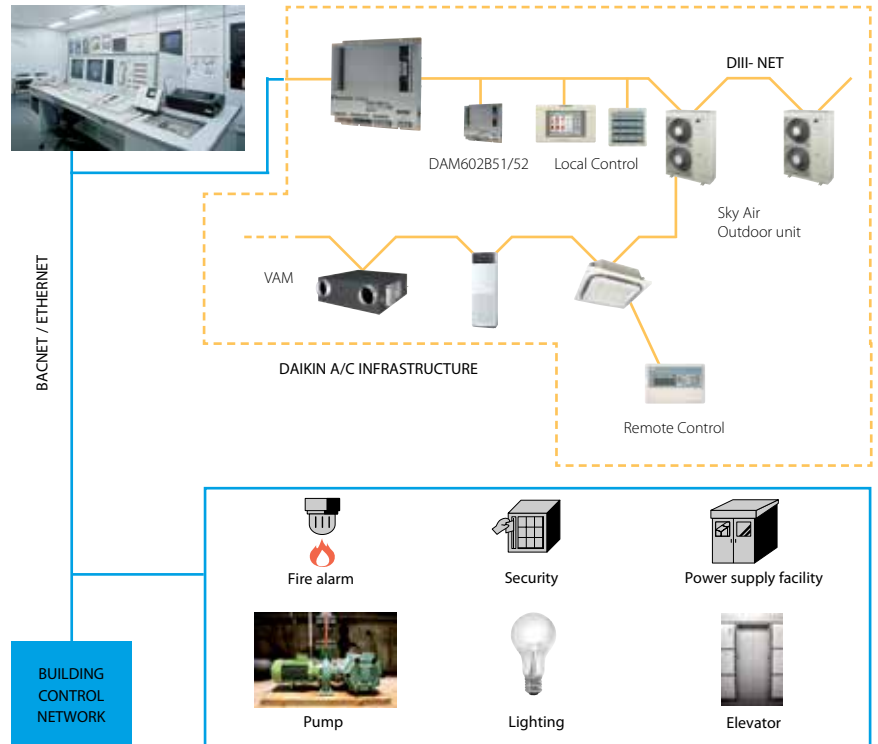 DIII- NET
DAM602B51/52
Local Control
Sky Air
Outdoor unit
VAM
BACNET / ETHERNET
DAIKIN A/C INFRASTRUCTURE
Remote Control
Fire alarm
Security
Power supply facility
BUILDING
CONTROL
NETWORK
Pump
Lighting
Elevator